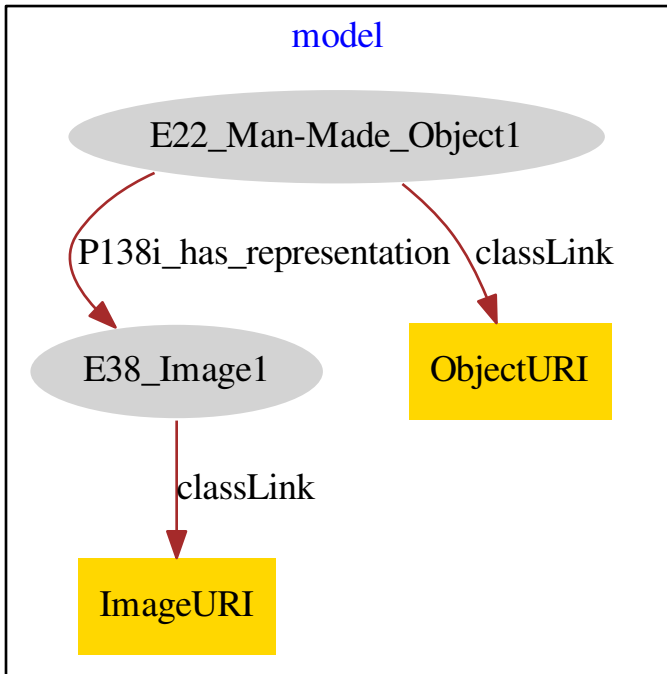 model
E22_Man-Made_Object1
P138i_has_representation
classLink
E38_Image1
ObjectURI
classLink
ImageURI